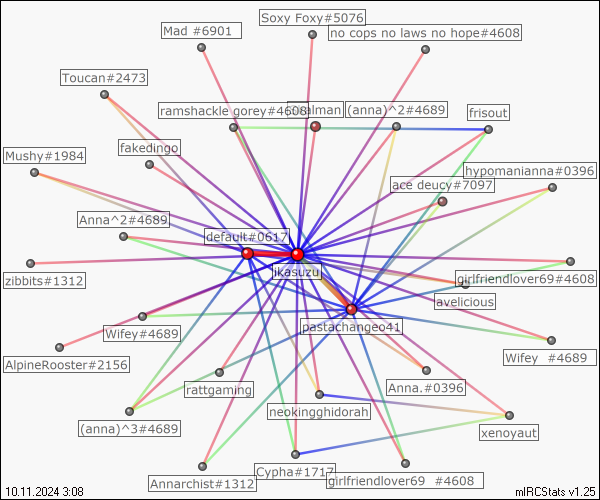 Soxy Foxy#5076
Mad #6901
no cops no laws no hope#4608
Toucan#2473
ramshackle gorey#4608
alman
(anna)^2#4689
frisout
fakedingo
Mushy#1984
hypomanianna#0396
ace deucy#7097
Anna^2#4689
default#0617
zibbits#1312
ikasuzu
girlfriendlover69#4608
avelicious
pastachangeo41
Wifey#4689
Wifey #4689
AlpineRooster#2156
rattgaming
Anna.#0396
neokingghidorah
(anna)^3#4689
xenoyaut
Annarchist#1312
Cypha#1717
girlfriendlover69 #4608
10.11.2024 3:08
mIRCStats v1.25